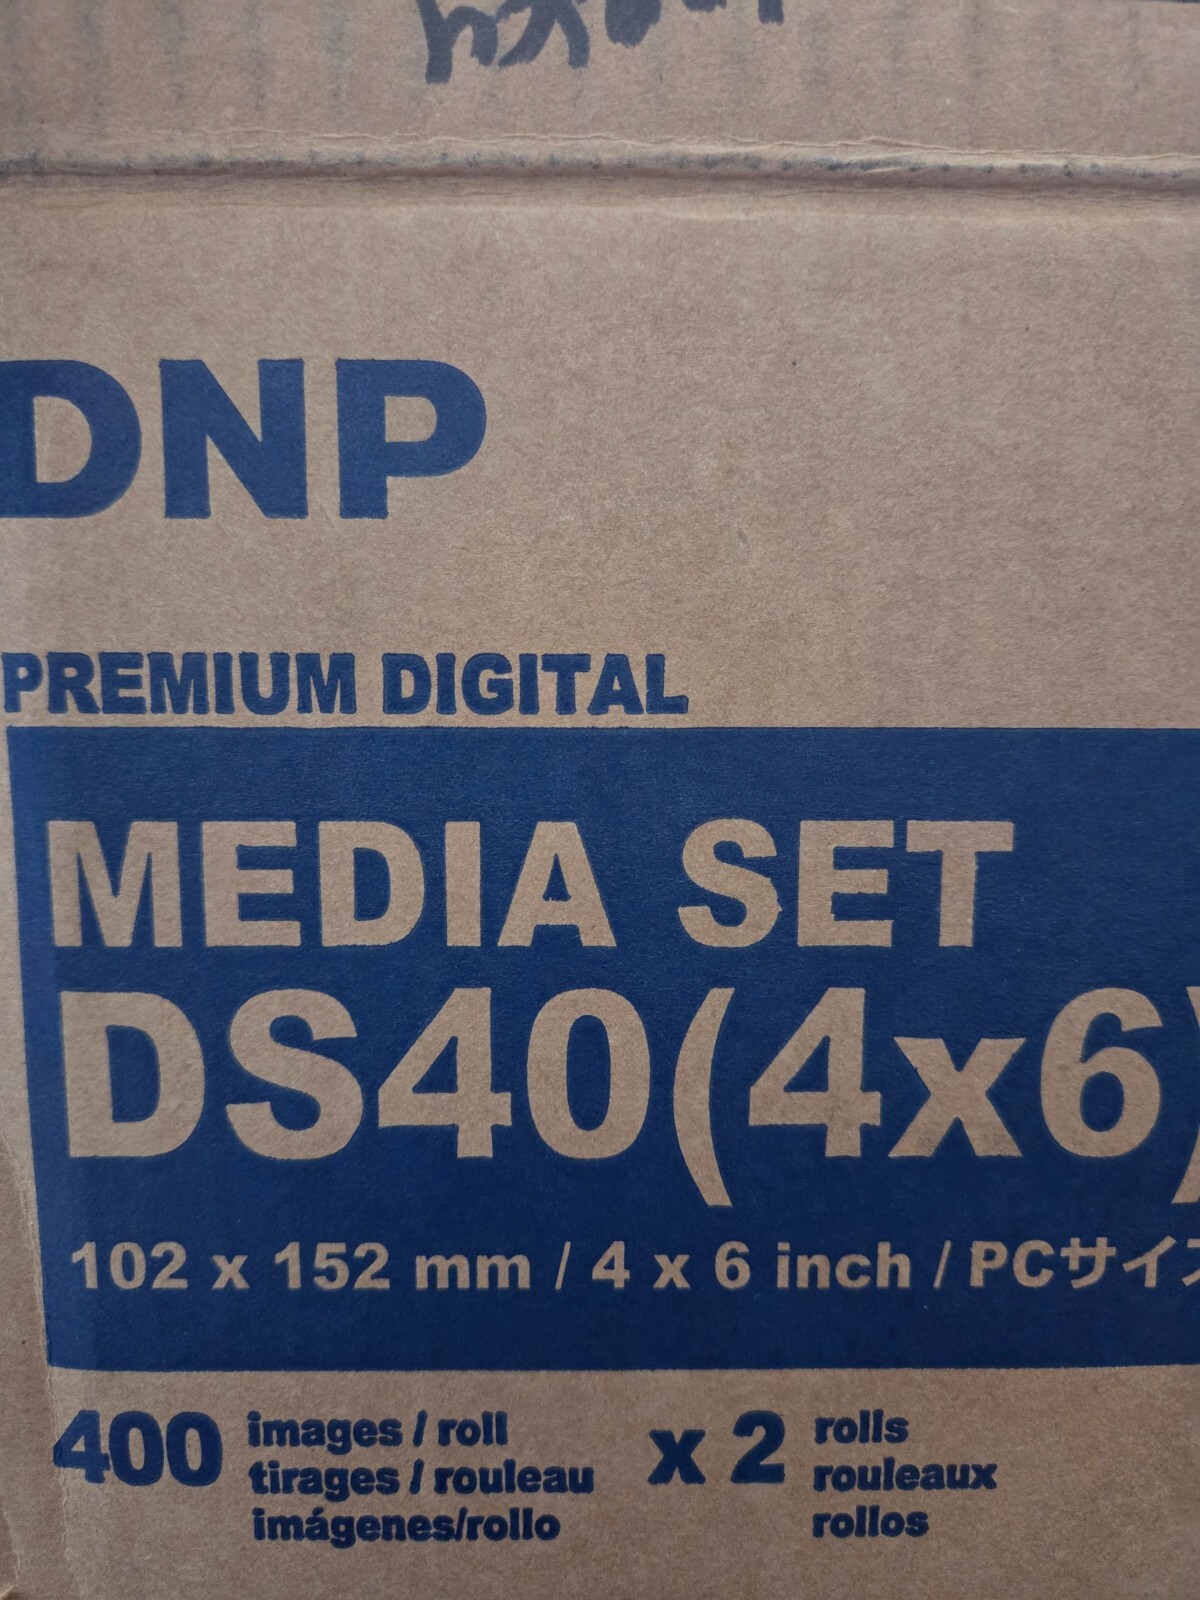 DNP
PREMIUM DIGITAL
MEDIA SET
DS40(4x6)
102 x 152 mm / 4 x 6 inch / PCサイズ
400 images / roll x 2 rolls
tirages / rouleau rouleaux
imágenes/rollo rollos